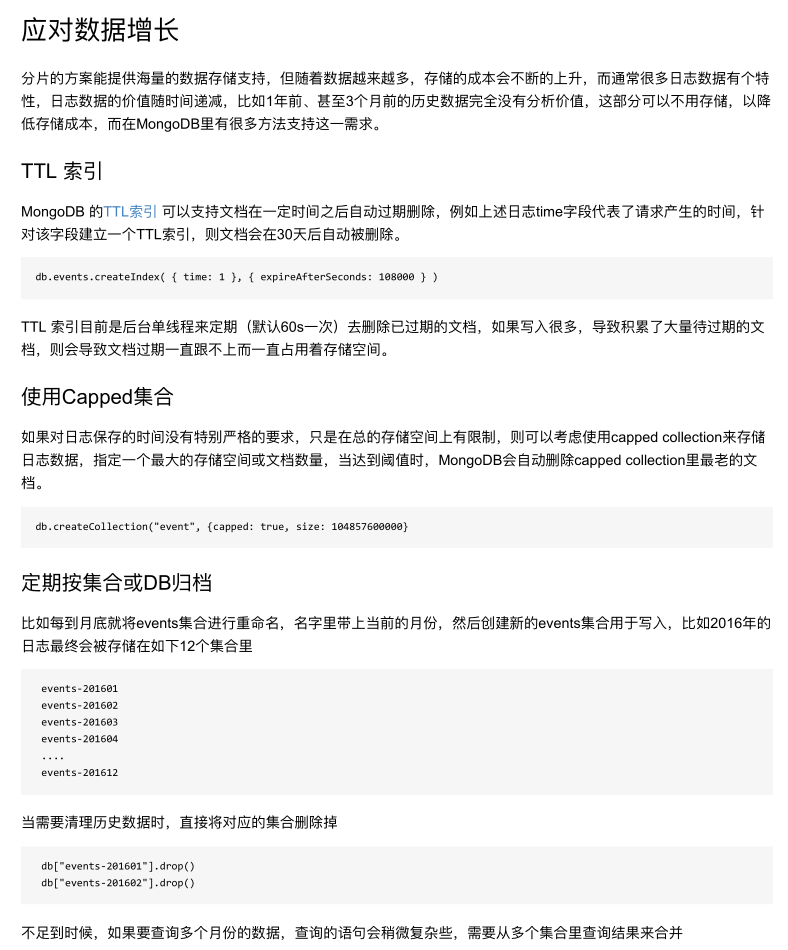 应对数据增长
分片的方案能提供海量的数据存储支持，但随着数据越来越多，存储的成本会不断的上升，而通常很多日志数据有个特
性，日志数据的价值随时间递减，比如1年前、甚至3个月前的历史数据完全没有分析价值，这部分可以不用存储，以降
低存储成本，而在MongoDB里有很多方法支持这一需求。
TTL 索引
MongoDB 的TTL索引 可以支持文档在一定时间之后自动过期删除，例如上述日志time字段代表了请求产生的时间，针
对该字段建立一个TTL索引，则文档会在30天后自动被删除。
db.events.createIndex( { time: 1 }, { expireAfterSeconds: 108000 } )
TTL 索引目前是后台单线程来定期（默认60s一次）去删除已过期的文档，如果写入很多，导致积累了大量待过期的文
档，则会导致文档过期一直跟不上而一直占用着存储空间。
使用Capped集合
如果对日志保存的时间没有特别严格的要求，只是在总的存储空间上有限制，则可以考虑使用capped collection来存储
日志数据，指定一个最大的存储空间或文档数量，当达到阈值时，MongoDB会自动删除capped collection里最老的文
档。
db.createCollection("event", {capped: true, size: 104857600000}
定期按集合或DB归档
比如每到月底就将events集合进行重命名，名字里带上当前的月份，然后创建新的events集合用于写入，比如2016年的
日志最终会被存储在如下12个集合里
events-201601
events-201602
events-201603
events-201604
....
events-201612
当需要清理历史数据时，直接将对应的集合删除掉
db["events-201601"].drop()
db["events-201602"].drop()
不足到时候，如果要查询多个月份的数据，查询的语句会稍微复杂些，需要从多个集合里查询结果来合并